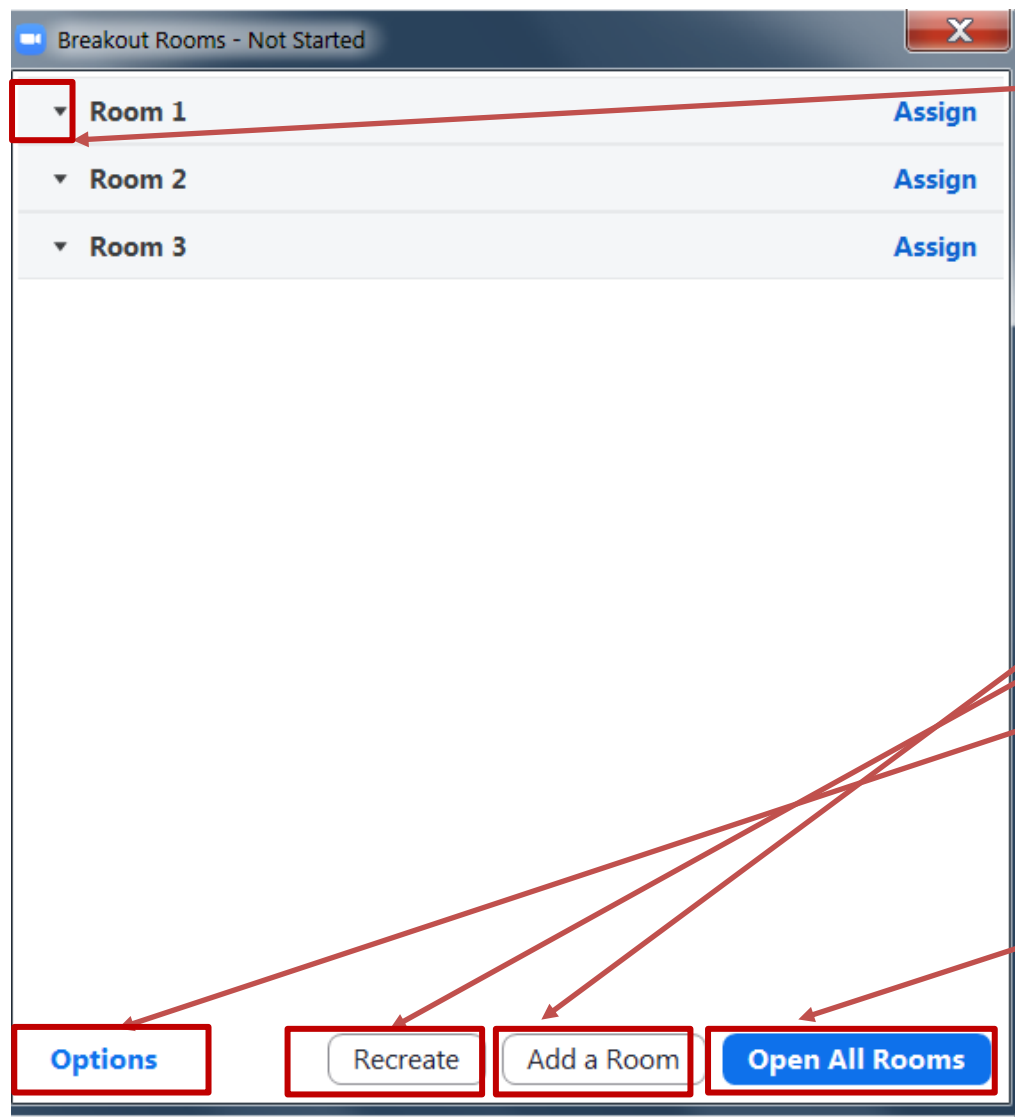 Breakout Rooms - Not Started
Room 1 Assign
Room 2 Assign
Room 3 Assign
Options Recreate Add a Room Open All Rooms